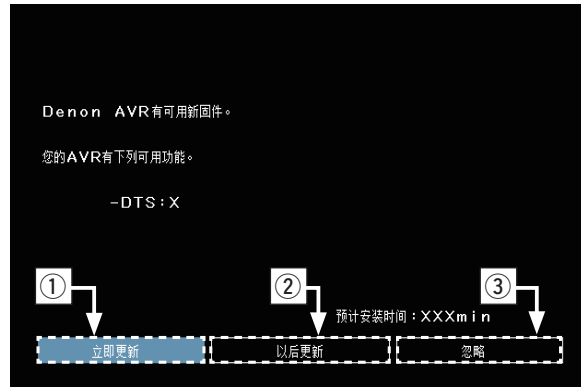 Denon AVR有可用新固件。
您的AVR有下列可用功能。
-DTS:X
① ② ③
预计安装时间：XXXmin
立即更新 以后更新 忽略